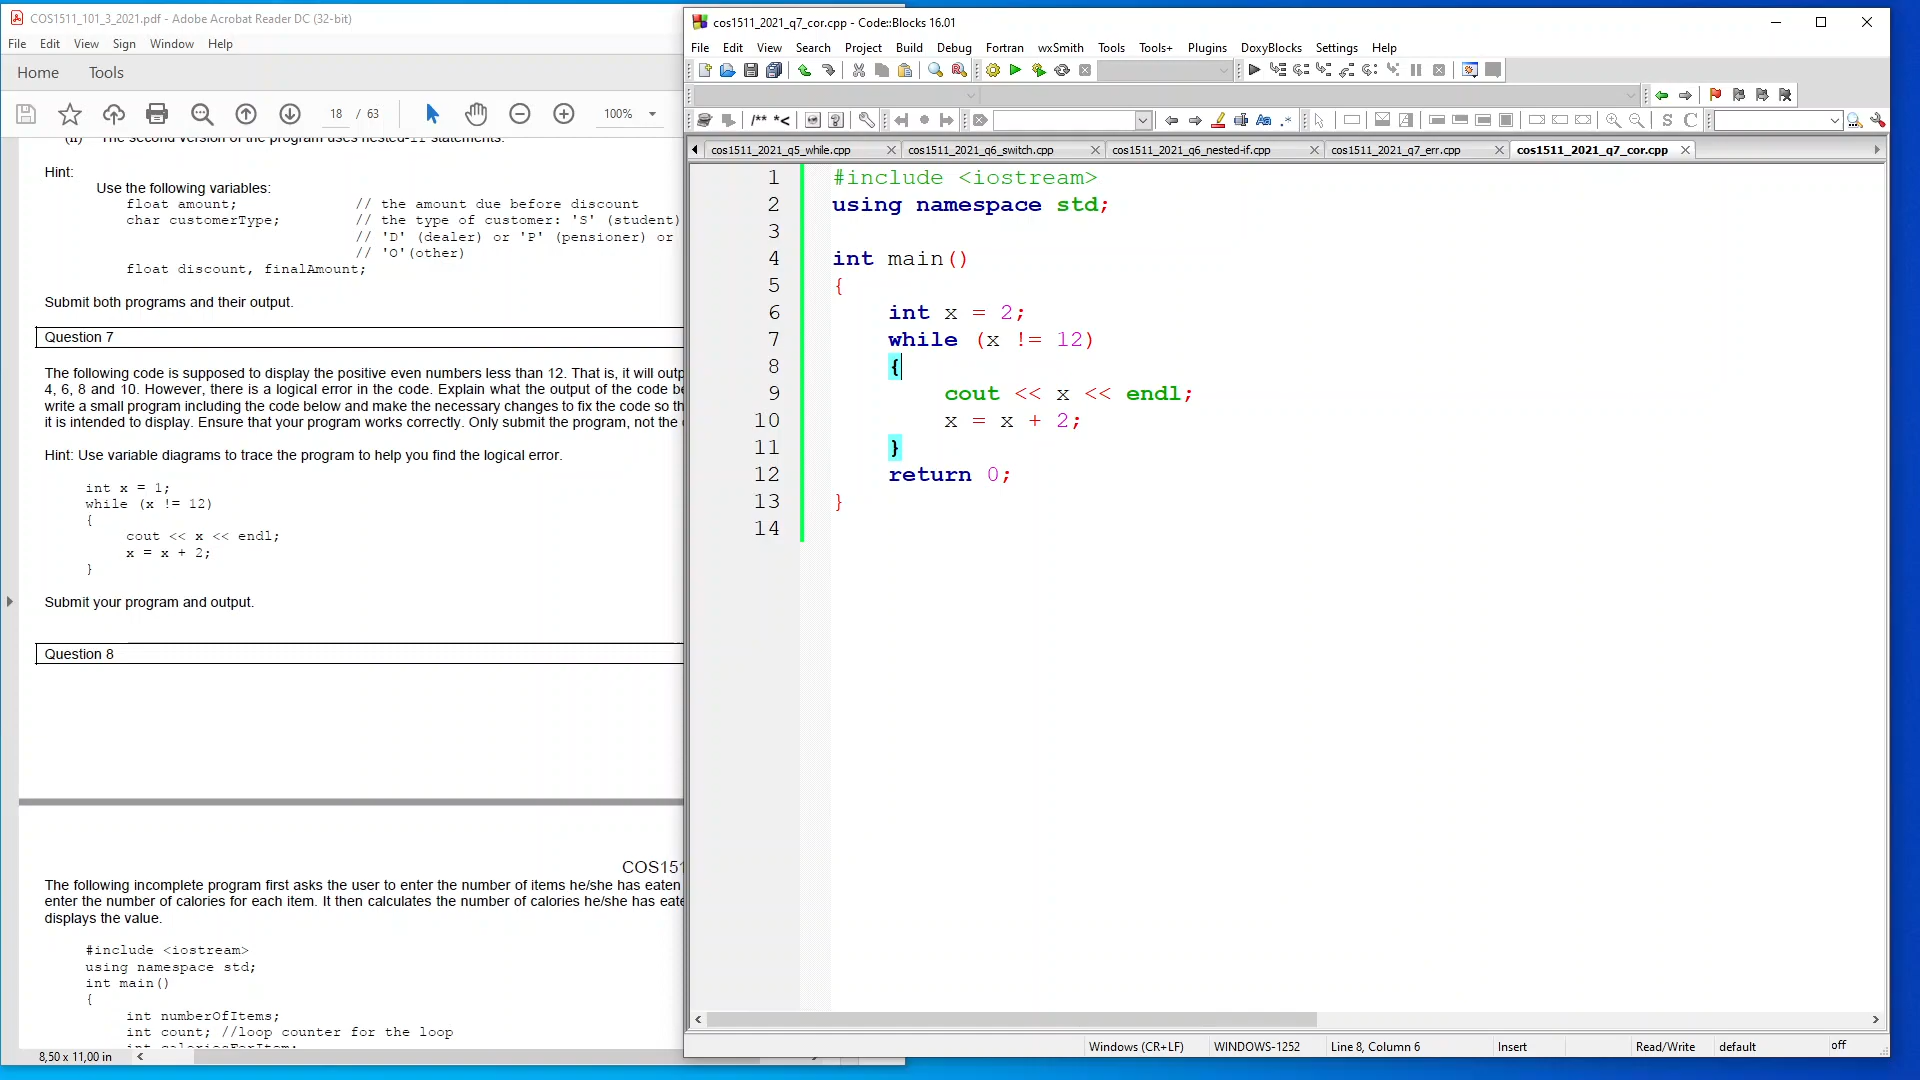 COS1511_101_3_2021.pdf - Adobe Acrobat Reader DC (32-bit)
File Edit View Sign Window Help
Home Tools
18 / 63 100%
(ii) The second version of the program uses nested-if statements.
Hint:
Use the following variables:
float amount; // the amount due before discount
char customerType; // the type of customer: 'S' (student)
// 'D' (dealer) or 'P' (pensioner) or
// 'O'(other)
float discount, finalAmount;
Submit both programs and their output.
Question 7
The following code is supposed to display the positive even numbers less than 12. That is, it will outp
4, 6, 8 and 10. However, there is a logical error in the code. Explain what the output of the code be
write a small program including the code below and make the necessary changes to fix the code so th
it is intended to display. Ensure that your program works correctly. Only submit the program, not the
Hint: Use variable diagrams to trace the program to help you find the logical error.
int x = 1;
while (x != 12)
{
cout << x << endl;
x = x + 2;
}
Submit your program and output.
Question 8
COS151
The following incomplete program first asks the user to enter the number of items he/she has eaten
enter the number of calories for each item. It then calculates the number of calories he/she has eate
displays the value.
#include <iostream>
using namespace std;
int main()
{
int numberOfItems;
int count; //loop counter for the loop
int caloriesForItem;
8,50 x 11,00 in
cos1511_2021_q7_cor.cpp - Code::Blocks 16.01
File Edit View Search Project Build Debug Fortran wxSmith Tools Tools+ Plugins DoxyBlocks Settings Help
/** *<
S C
cos1511_2021_q5_while.cpp cos1511_2021_q6_switch.cpp cos1511_2021_q6_nested-if.cpp cos1511_2021_q7_err.cpp cos1511_2021_q7_cor.cpp
1 #include <iostream>
2 using namespace std;
3
4 int main()
5 {
6 int x = 2;
7 while (x != 12)
8 {
9 cout << x << endl;
10 x = x + 2;
11 }
12 return 0;
13 }
14
Windows (CR+LF) WINDOWS-1252 Line 8, Column 6 Insert Read/Write default off